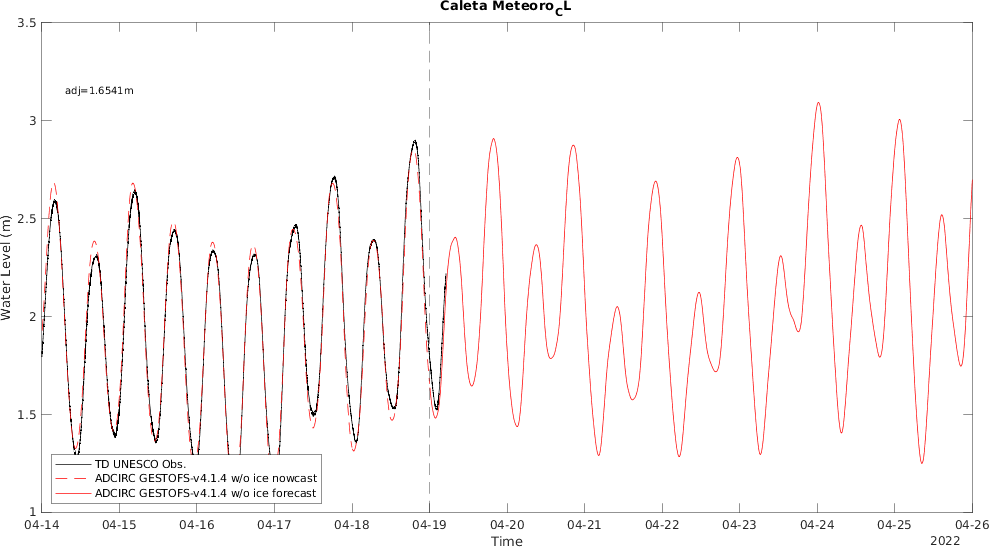 Caleta Meteoro_CL
adj=1.6541m
Water Level (m)
3.5
3
2.5
2
1.5
1
TD UNESCO Obs.
ADCIRC GESTOFS-v4.1.4 w/o ice nowcast
ADCIRC GESTOFS-v4.1.4 w/o ice forecast
04-14 04-15 04-16 04-17 04-18 04-19 04-20 04-21 04-22 04-23 04-24 04-25 04-26
Time
2022